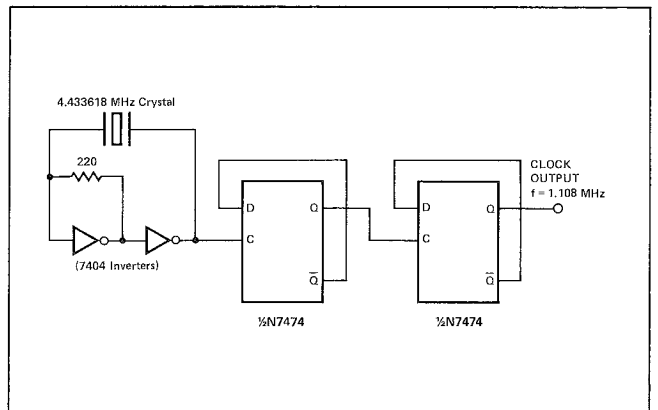 4.433618 MHz Crystal
220
(7404 Inverters)
D
Q
C
Q̅
½N7474
D
Q
C
Q̅
½N7474
CLOCK
OUTPUT
f = 1.108 MHz